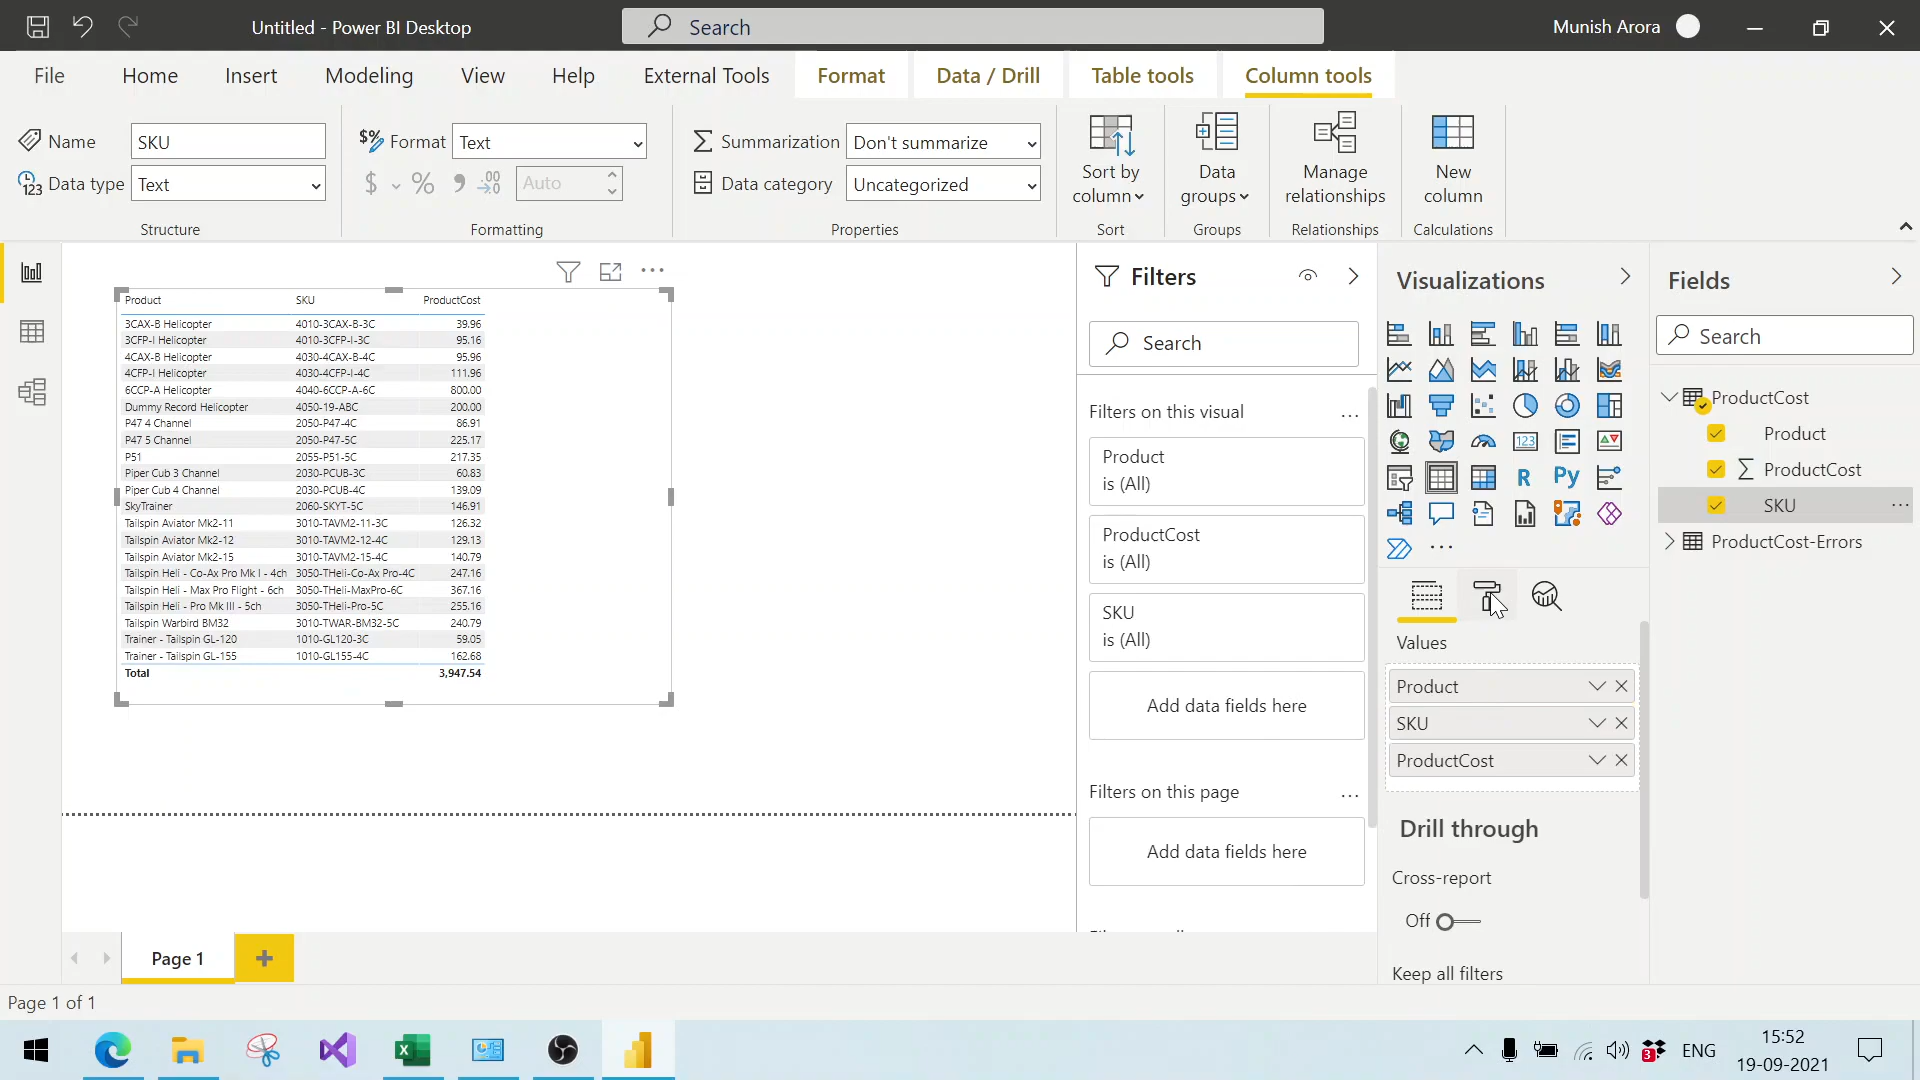 Untitled - Power BI Desktop
Search
Munish Arora
File
Home
Insert
Modeling
View
Help
External Tools
Format
Data / Drill
Table tools
Column tools
Name
SKU
Data type
Text
Structure
$% Format
Text
$ % 9 .00
Auto
Formatting
Summarization
Don't summarize
Data category
Uncategorized
Properties
Sort by
column
Sort
Data
groups
Groups
Manage
relationships
Relationships
New
column
Calculations
Product SKU ProductCost
3CAX-B Helicopter 4010-3CAX-B-3C 39.96
3CFP-I Helicopter 4010-3CFP-I-3C 95.16
4CAX-B Helicopter 4030-4CAX-B-4C 95.96
4CFP-I Helicopter 4030-4CFP-I-4C 111.96
6CCP-A Helicopter 4040-6CCP-A-6C 800.00
Dummy Record Helicopter 4050-19-ABC 200.00
P47 4 Channel 2050-P47-4C 86.91
P47 5 Channel 2050-P47-5C 225.17
P51 2055-P51-5C 217.35
Piper Cub 3 Channel 2030-PCUB-3C 60.83
Piper Cub 4 Channel 2030-PCUB-4C 139.09
SkyTrainer 2060-SKYT-5C 146.91
Tailspin Aviator Mk2-11 3010-TAVM2-11-3C 126.32
Tailspin Aviator Mk2-12 3010-TAVM2-12-4C 129.13
Tailspin Aviator Mk2-15 3010-TAVM2-15-4C 140.79
Tailspin Heli - Co-Ax Pro Mk I - 4ch 3050-THeli-Co-Ax Pro-4C 247.16
Tailspin Heli - Max Pro Flight - 6ch 3050-THeli-MaxPro-6C 367.16
Tailspin Heli - Pro Mk III - 5ch 3050-THeli-Pro-5C 255.16
Tailspin Warbird BM32 3010-TWAR-BM32-5C 240.79
Trainer - Tailspin GL-120 1010-GL120-3C 59.05
Trainer - Tailspin GL-155 1010-GL155-4C 162.68
Total 3,947.54
Filters
Search
Filters on this visual ...
Product
is (All)
ProductCost
is (All)
SKU
is (All)
Add data fields here
Filters on this page ...
Add data fields here
Visualizations
123
R
Py
...
Values
Product
SKU
ProductCost
Drill through
Cross-report
Off
Keep all filters
Fields
Search
ProductCost
Product
ProductCost
SKU ...
ProductCost-Errors
Page 1
Page 1 of 1
3
ENG
15:52
19-09-2021